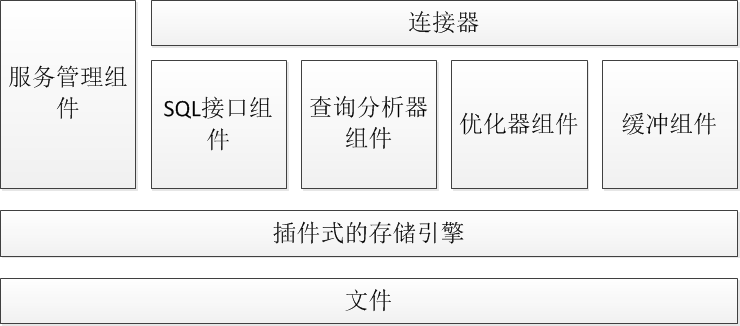 连接器
服务管理组
件
SQL接口组
件
查询分析器
组件
优化器组件
缓冲组件
插件式的存储引擎
文件